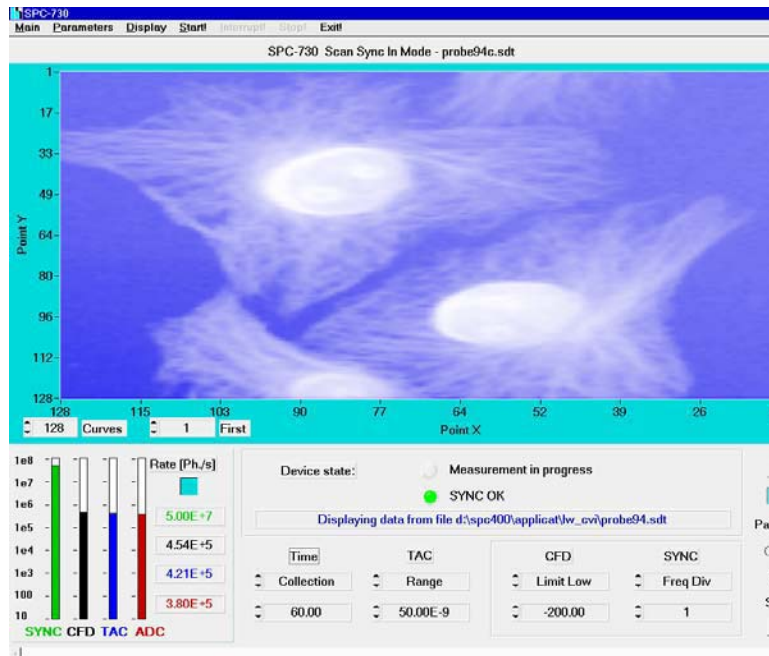 SPC-730
Main Parameters Display Start! Interrupt! Stop! Exit!
SPC-730 Scan Sync In Mode - probe94c.sdt
1
17
33
49
64
80
96
112
128
Point Y
128 115 103 90 77 64 52 39 26
Point X
128 Curves 1 First
1e8
1e7
1e6
1e5
1e4
1e3
100
10
SYNC CFD TAC ADC
Rate [Ph./s]
5.00E+7
4.54E+5
4.21E+5
3.80E+5
Device state: Measurement in progress
SYNC OK
Displaying data from file d:\spc400\applicat\lw_cvi\probe94.sdt
Time TAC CFD SYNC
Collection Range Limit Low Freq Div
60.00 50.00E-9 -200.00 1
Pa